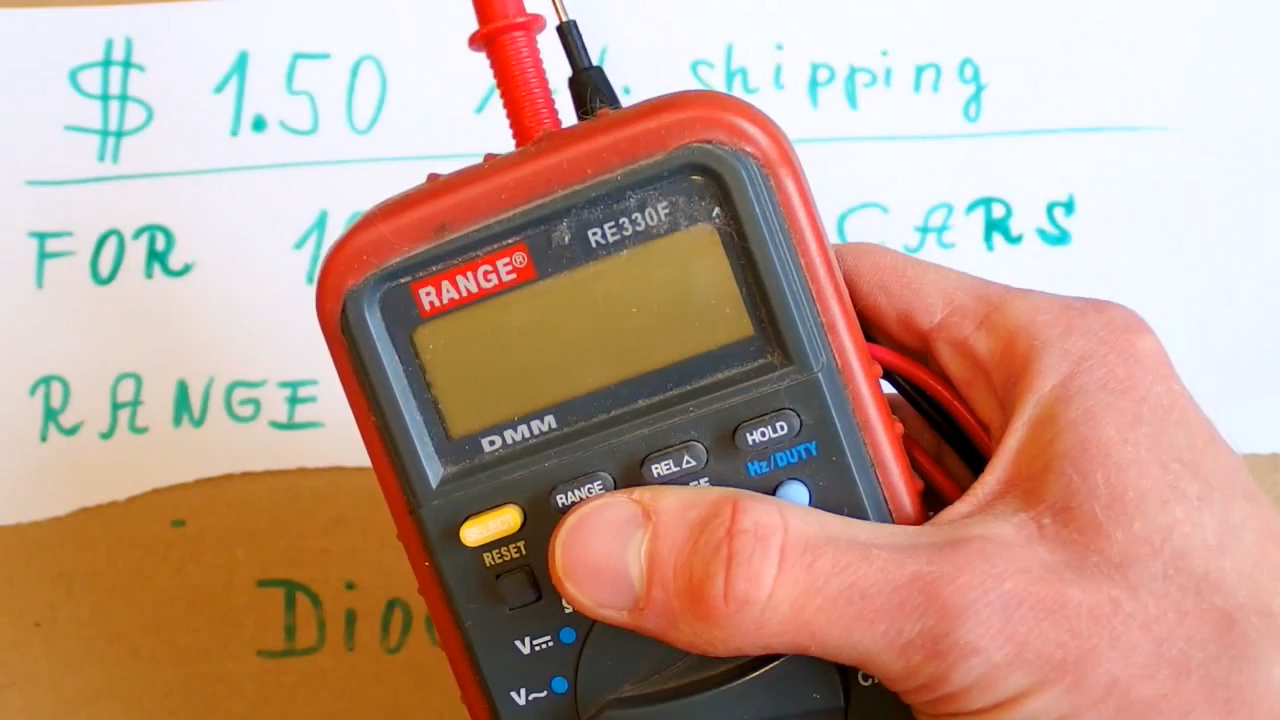 $ 1.50 shipping
FOR CARS
RANGE
RANGE® RE330F
DMM
HOLD
REL△
Hz/DUTY
RANGE
SELECT
RESET
V⎓
V~